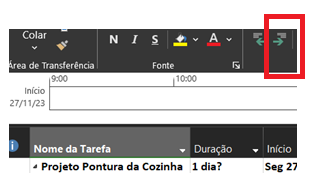 Colar
N I S A
Área de Transferência Fonte
9:00 10:00
Início
27/11/23
Nome da Tarefa Duração Início
Projeto Pontura da Cozinha 1 dia? Seg 27